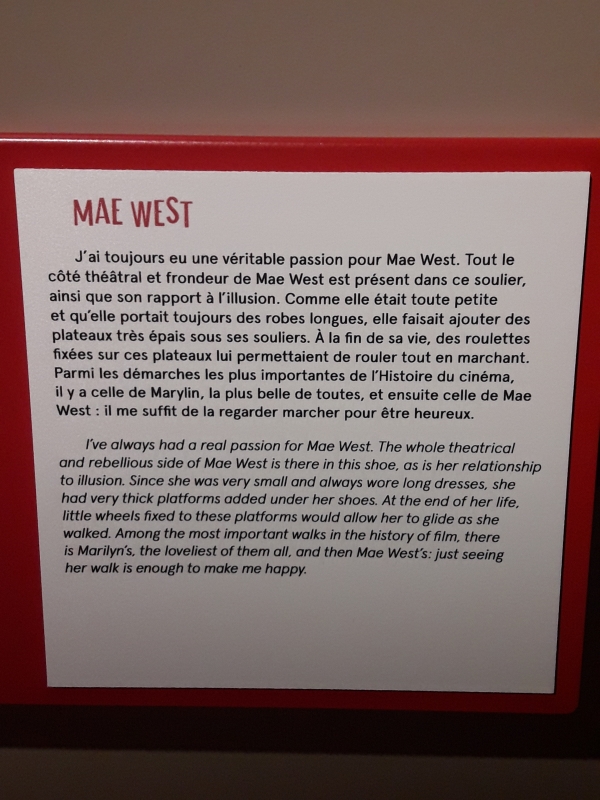 MAE WEST
J'ai toujours eu une véritable passion pour Mae West. Tout le
côté théâtral et frondeur de Mae West est présent dans ce soulier,
ainsi que son rapport à l'illusion. Comme elle était toute petite
et qu'elle portait toujours des robes longues, elle faisait ajouter des
plateaux très épais sous ses souliers. À la fin de sa vie, des roulettes
fixées sur ces plateaux lui permettaient de rouler tout en marchant.
Parmi les démarches les plus importantes de l'Histoire du cinéma,
il y a celle de Marylin, la plus belle de toutes, et ensuite celle de Mae
West : il me suffit de la regarder marcher pour être heureux.
I've always had a real passion for Mae West. The whole theatrical
and rebellious side of Mae West is there in this shoe, as is her relationship
to illusion. Since she was very small and always wore long dresses, she
had very thick platforms added under her shoes. At the end of her life,
little wheels fixed to these platforms would allow her to glide as she
walked. Among the most important walks in the history of film, there
is Marilyn's, the loveliest of them all, and then Mae West's: just seeing
her walk is enough to make me happy.